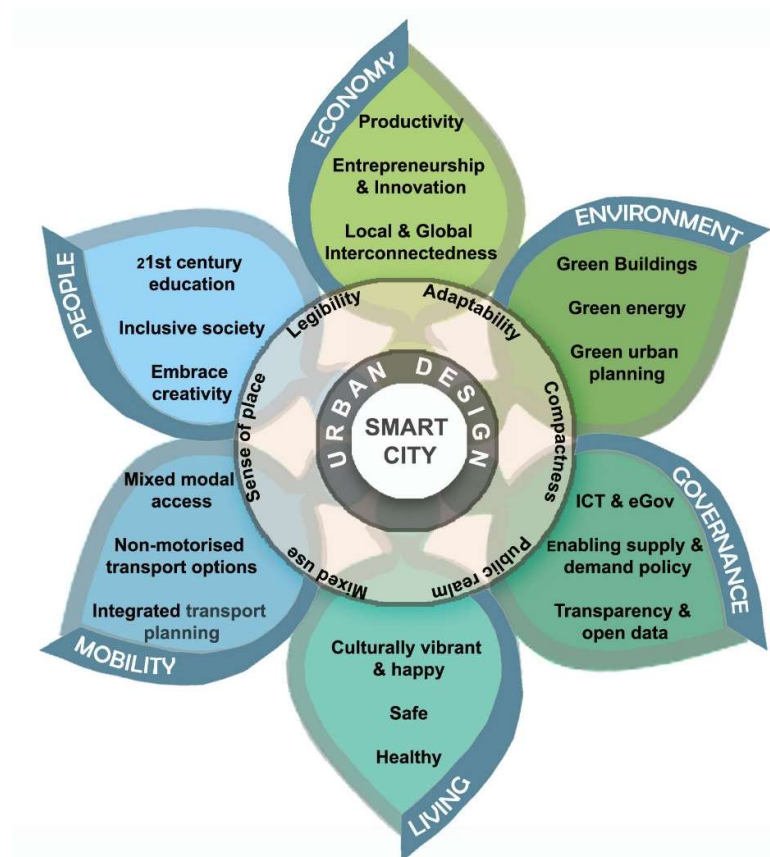 ECONOMY
Productivity
Entrepreneurship
& Innovation
Local & Global
Interconnectedness
ENVIRONMENT
Green Buildings
Green energy
Green urban
planning
GOVERNANCE
ICT & eGov
Enabling supply &
demand policy
Transparency &
open data
LIVING
Culturally vibrant
& happy
Safe
Healthy
MOBILITY
Mixed modal
access
Non-motorised
transport options
Integrated transport
planning
PEOPLE
21st century
education
Inclusive society
Embrace
creativity
Legibility
Adaptability
Compactness
Public realm
Mixed use
Sense of place
URBAN DESIGN
SMART
CITY